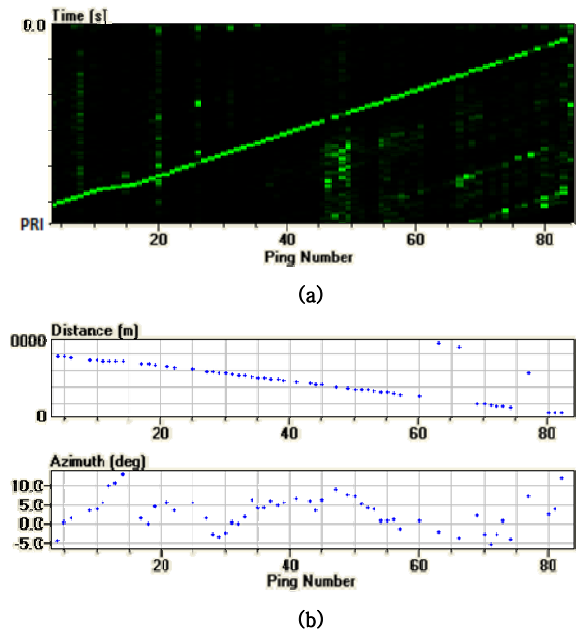 Time (s)
0.0
PRI
20 40 60 80
Ping Number
(a)
Distance (m)
0000
0
20 40 60 80
Azimuth (deg)
10.0
5.0
0.0
-5.0
20 40 60 80
Ping Number
(b)